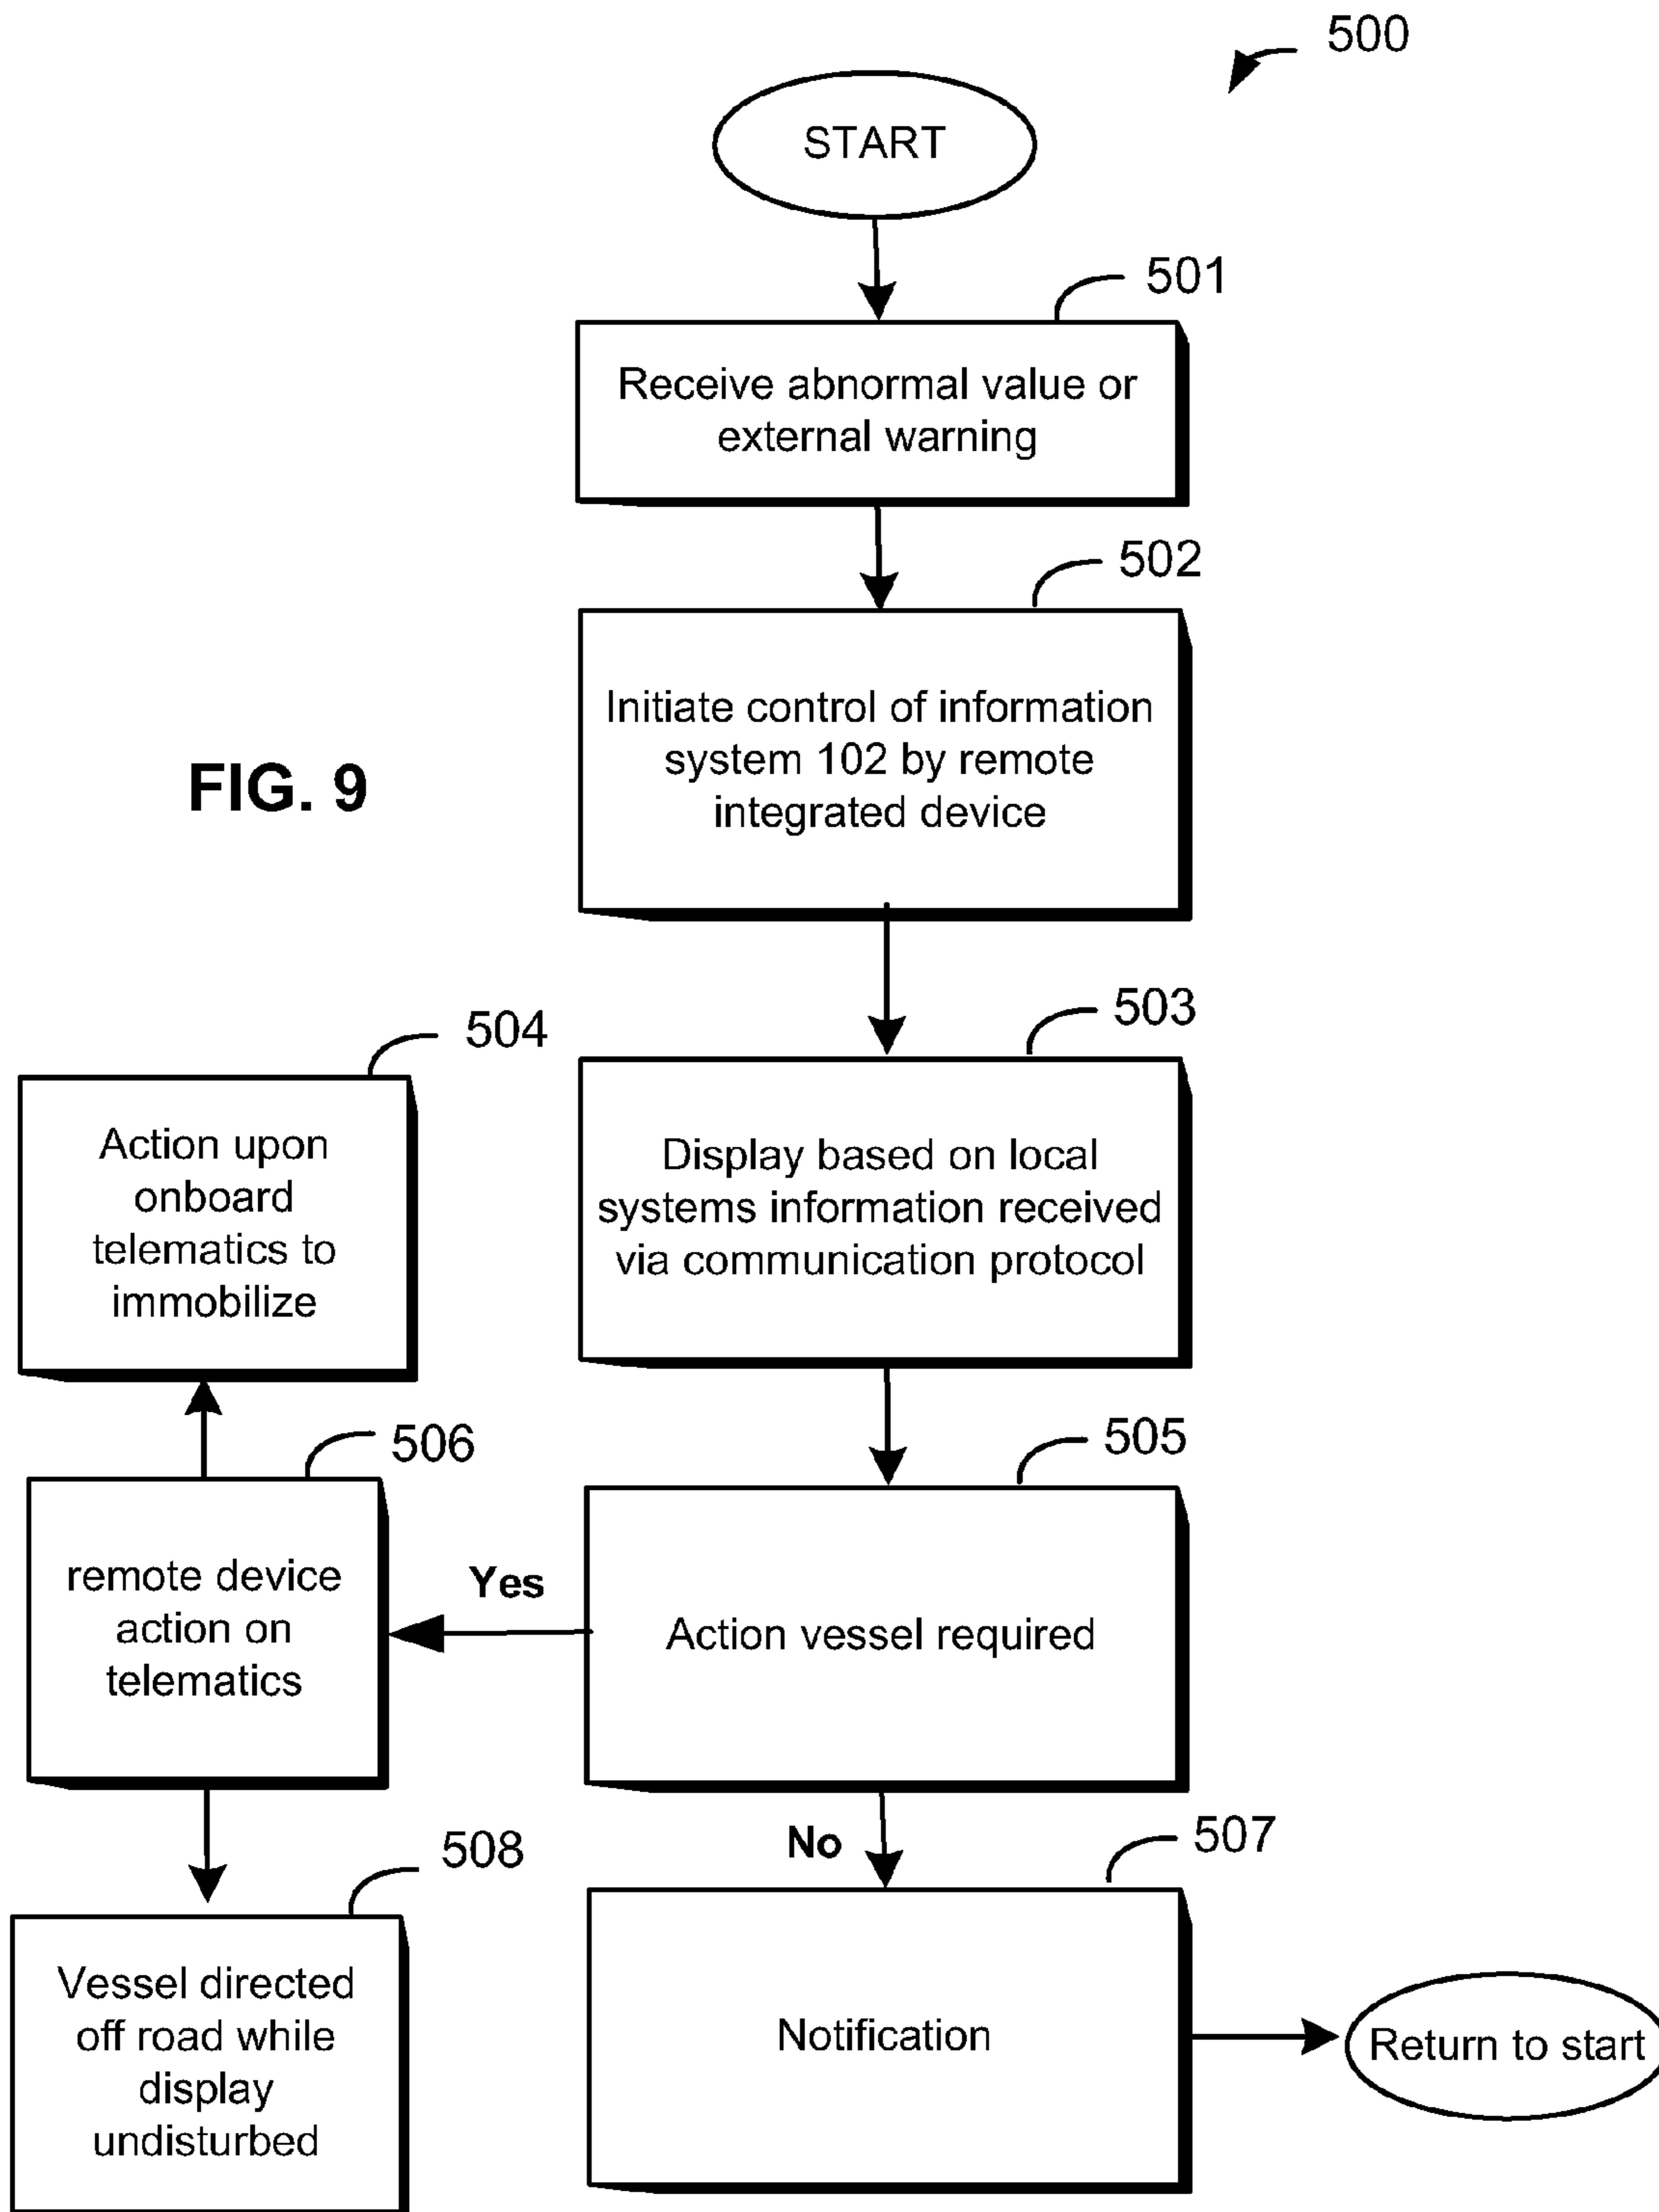 500
START
501
Receive abnormal value or
external warning
502
Initiate control of information
system 102 by remote
integrated device
FIG. 9
503
Display based on local
systems information received
via communication protocol
504
Action upon
onboard
telematics to
immobilize
505
Action vessel required
Yes
506
remote device
action on
telematics
No
507
Notification
Return to start
508
Vessel directed
off road while
display
undisturbed